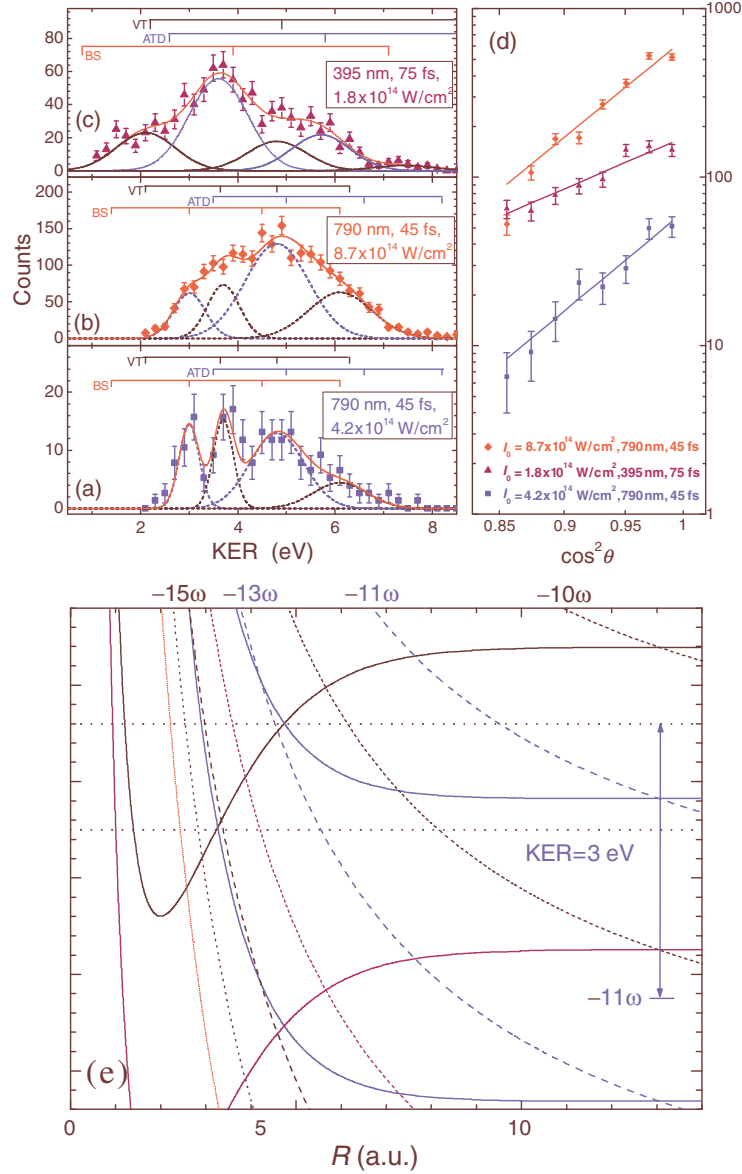 VT
ATD
BS
80
60
40
20
0
(c)
395 nm, 75 fs,
1.8x10¹⁴ W/cm²
VT
ATD
BS
200
150
100
50
0
(b)
790 nm, 45 fs,
8.7x10¹⁴ W/cm²
Counts
VT
ATD
BS
20
10
0
(a)
790 nm, 45 fs,
4.2x10¹⁴ W/cm²
2 4 6 8
KER (eV)
(d)
1000
100
10
1
I₀ = 8.7x10¹⁴ W/cm², 790 nm, 45 fs
I₀ = 1.8x10¹⁴ W/cm², 395 nm, 75 fs
I₀ = 4.2x10¹⁴ W/cm², 790 nm, 45 fs
0.85 0.9 0.95 1
cos²θ
−15ω −13ω −11ω −10ω
KER=3 eV
−11ω
(e)
0 5 10
R (a.u.)